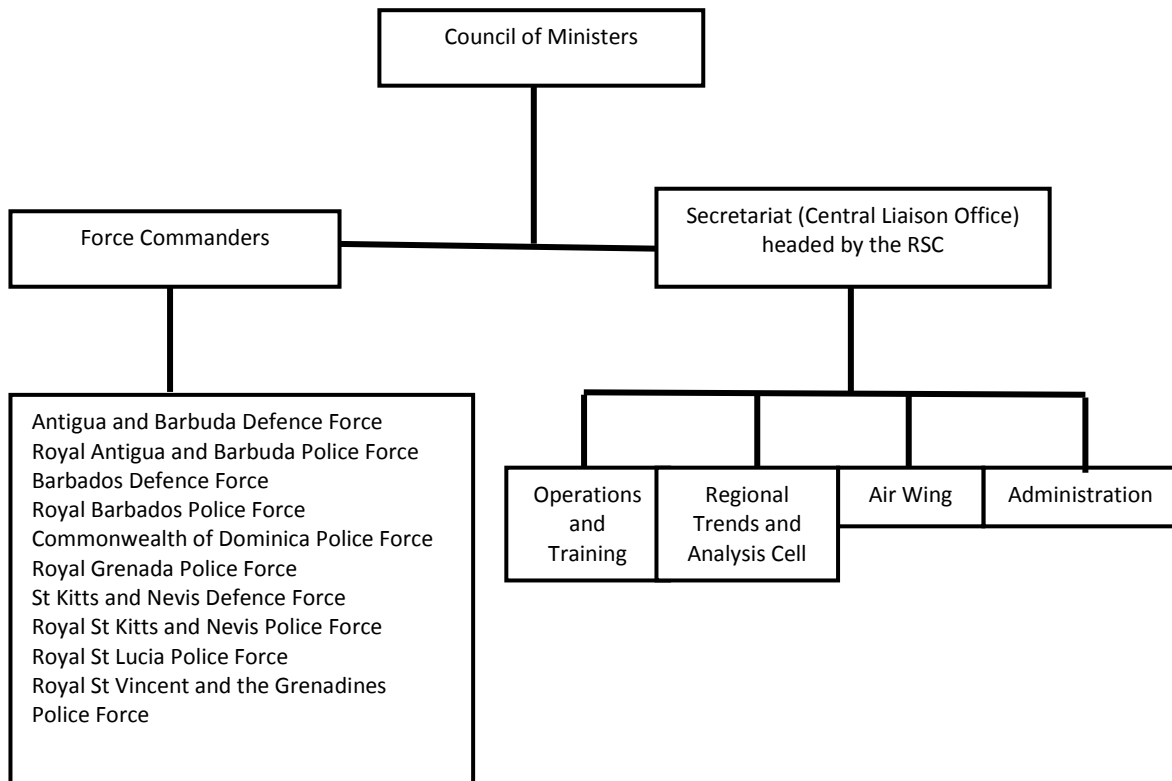 Council of Ministers
Force Commanders
Secretariat (Central Liaison Office)
headed by the RSC
Antigua and Barbuda Defence Force
Royal Antigua and Barbuda Police Force
Barbados Defence Force
Royal Barbados Police Force
Commonwealth of Dominica Police Force
Royal Grenada Police Force
St Kitts and Nevis Defence Force
Royal St Kitts and Nevis Police Force
Royal St Lucia Police Force
Royal St Vincent and the Grenadines
Police Force
Operations
and
Training
Regional
Trends and
Analysis Cell
Air Wing
Administration